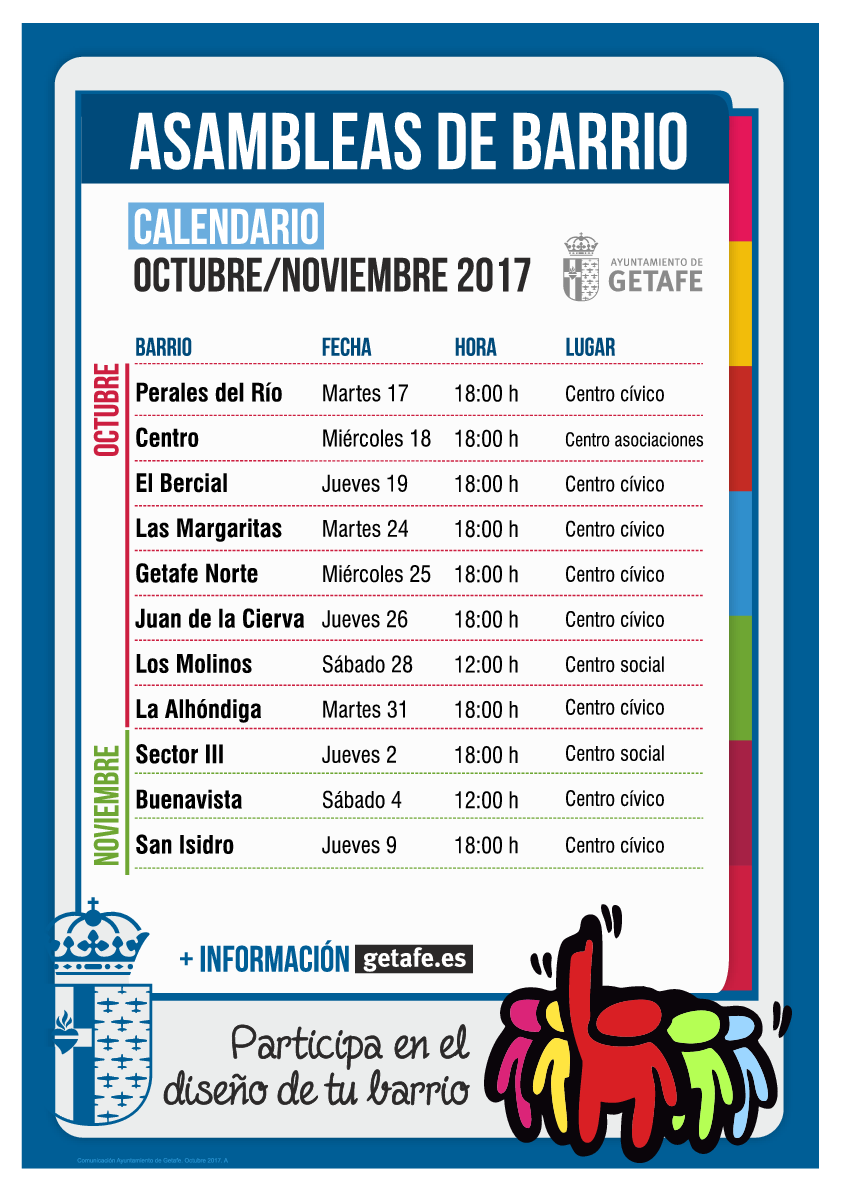 ASAMBLEAS DE BARRIO
CALENDARIO
OCTUBRE/NOVIEMBRE 2017
AYUNTAMIENTO DE
GETAFE
BARRIO FECHA HORA LUGAR
OCTUBRE
Perales del Río Martes 17 18:00 h Centro cívico
Centro Miércoles 18 18:00 h Centro asociaciones
El Bercial Jueves 19 18:00 h Centro cívico
Las Margaritas Martes 24 18:00 h Centro cívico
Getafe Norte Miércoles 25 18:00 h Centro cívico
Juan de la Cierva Jueves 26 18:00 h Centro cívico
Los Molinos Sábado 28 12:00 h Centro social
La Alhóndiga Martes 31 18:00 h Centro cívico
NOVIEMBRE
Sector III Jueves 2 18:00 h Centro social
Buenavista Sábado 4 12:00 h Centro cívico
San Isidro Jueves 9 18:00 h Centro cívico
+ INFORMACIÓN getafe.es
Participa en el
diseño de tu barrio
Comunicación Ayuntamiento de Getafe. Octubre 2017. A